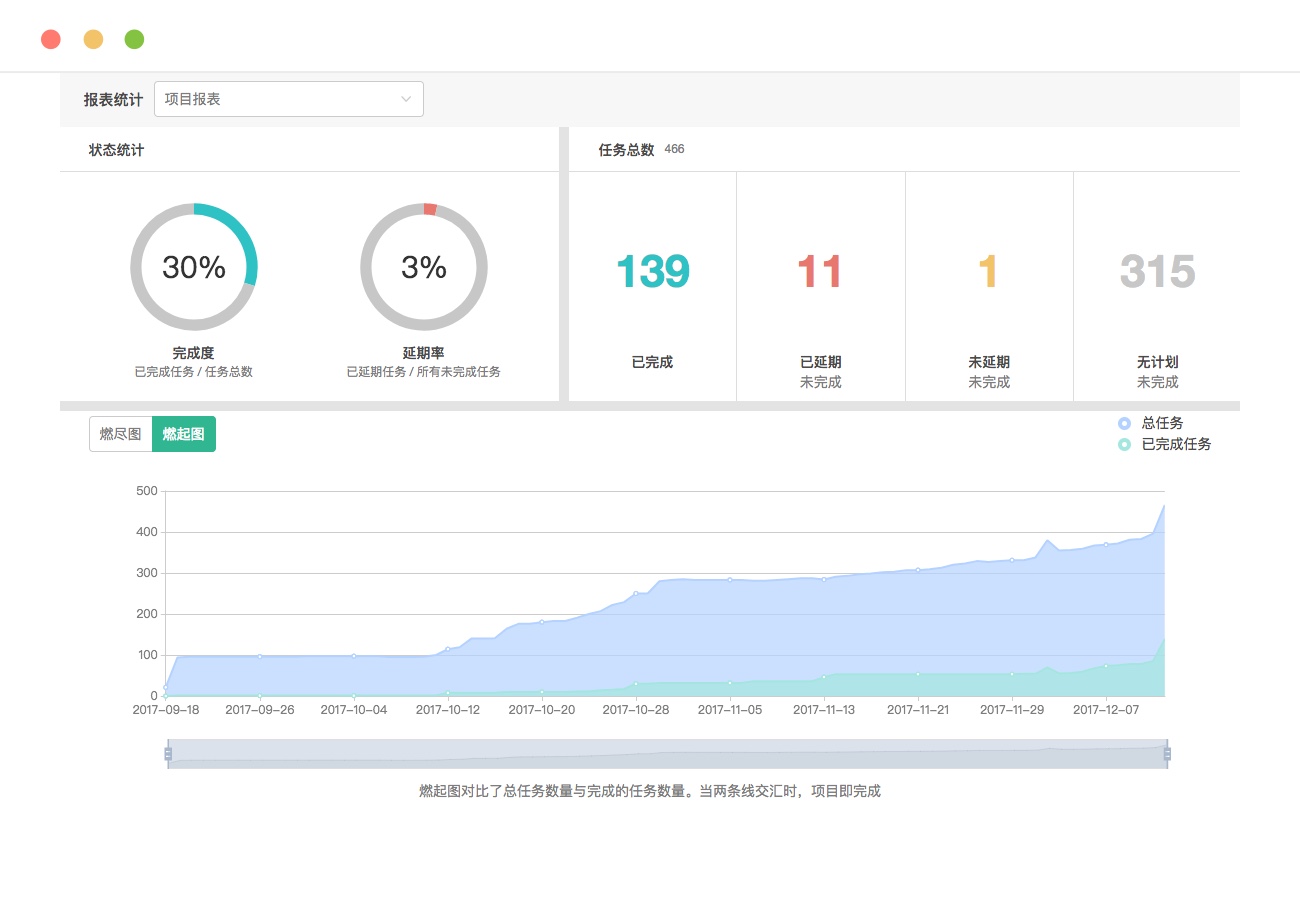 报表统计 项目报表
状态统计
任务总数 466
30%
3%
完成度
已完成任务 / 任务总数
延期率
已延期任务 / 所有未完成任务
139
已完成
11
已延期
未完成
1
未延期
未完成
315
无计划
未完成
燃尽图 燃起图
总任务
已完成任务
500
400
300
200
100
0
2017-09-18 2017-09-26 2017-10-04 2017-10-12 2017-10-20 2017-10-28 2017-11-05 2017-11-13 2017-11-21 2017-11-29 2017-12-07
燃起图对比了总任务数量与完成的任务数量。当两条线交汇时，项目即完成